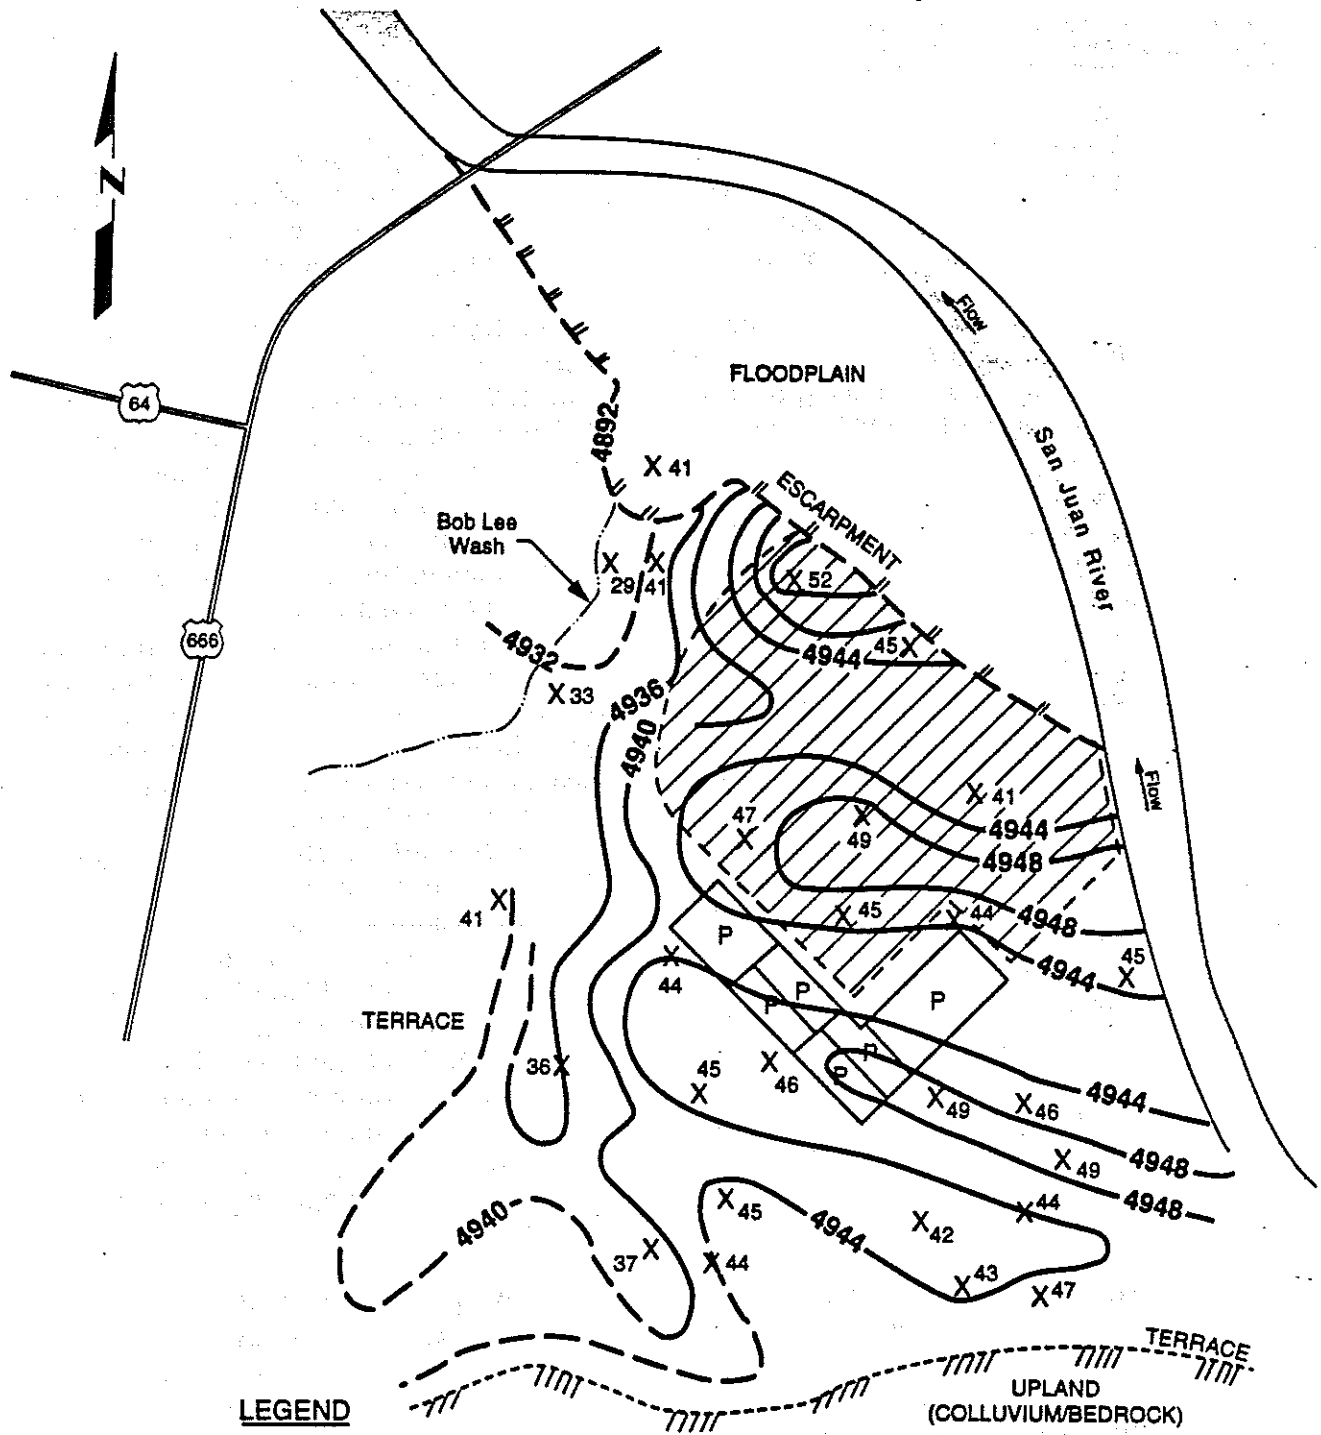 N
Flow
FLOODPLAIN
64
4892
San Juan River
X 41
ESCARPMENT
Bob Lee
Wash
X 29
X 41
X 52
666
4932
45 X
4944
X 33
4936
4940
Flow
X 41
47 X
X 49
4944
4948
41 X
X 45
X 44
4948
P
45 X
4944
X 44
P
P
P
TERRACE
36 X
P
45 X
X 46
P
X 49
X 46
4944
X 49
4948
4948
X 45
X 44
4940
4944
X 42
37 X
X 44
X 43
X 47
TERRACE
UPLAND
(COLLUVIUM/BEDROCK)
LEGEND